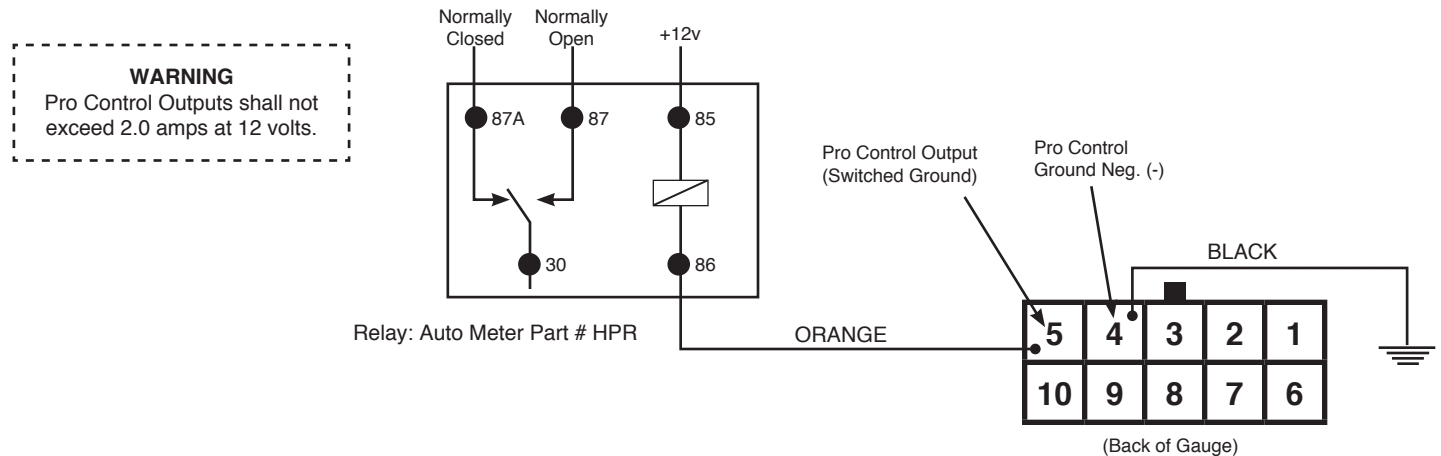 Normally
Closed
Normally
Open
+12v
WARNING
Pro Control Outputs shall not
exceed 2.0 amps at 12 volts.
87A
87
85
30
86
Relay: Auto Meter Part # HPR
ORANGE
Pro Control Output
(Switched Ground)
Pro Control
Ground Neg. (-)
BLACK
5 4 3 2 1
10 9 8 7 6
(Back of Gauge)